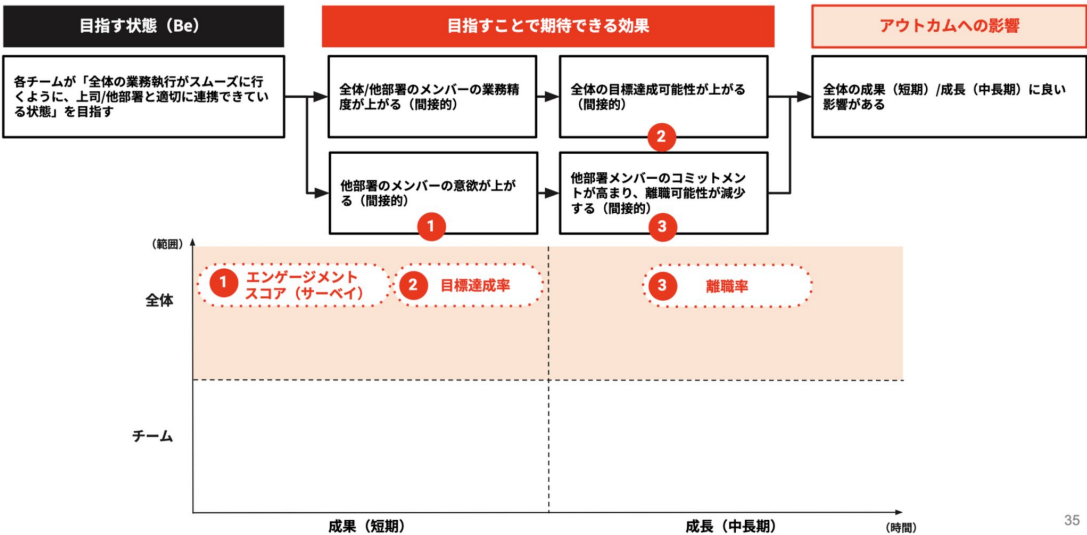 目指す状態（Be）
目指すことで期待できる効果
アウトカムへの影響
各チームが「全体の業務執行がスムーズに行
くように、上司/他部署と適切に連携できてい
る状態」を目指す
全体/他部署のメンバーの業務精
度が上がる（間接的）
全体の目標達成可能性が上がる
（間接的）
2
全体の成果（短期）/成長（中長期）に良い
影響がある
他部署のメンバーの意欲が上が
る（間接的）
1
他部署メンバーのコミットメン
トが高まり、離職可能性が減少
する（間接的）
3
（範囲）
全体
1
エンゲージメント
スコア（サーベイ）
2
目標達成率
3
離職率
チーム
成果（短期）
成長（中長期）
（時間）
35